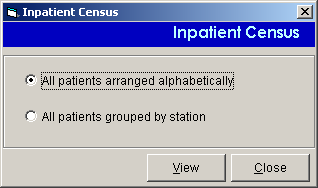 Inpatient Census
Inpatient Census
All patients arranged alphabetically
All patients grouped by station
View Close